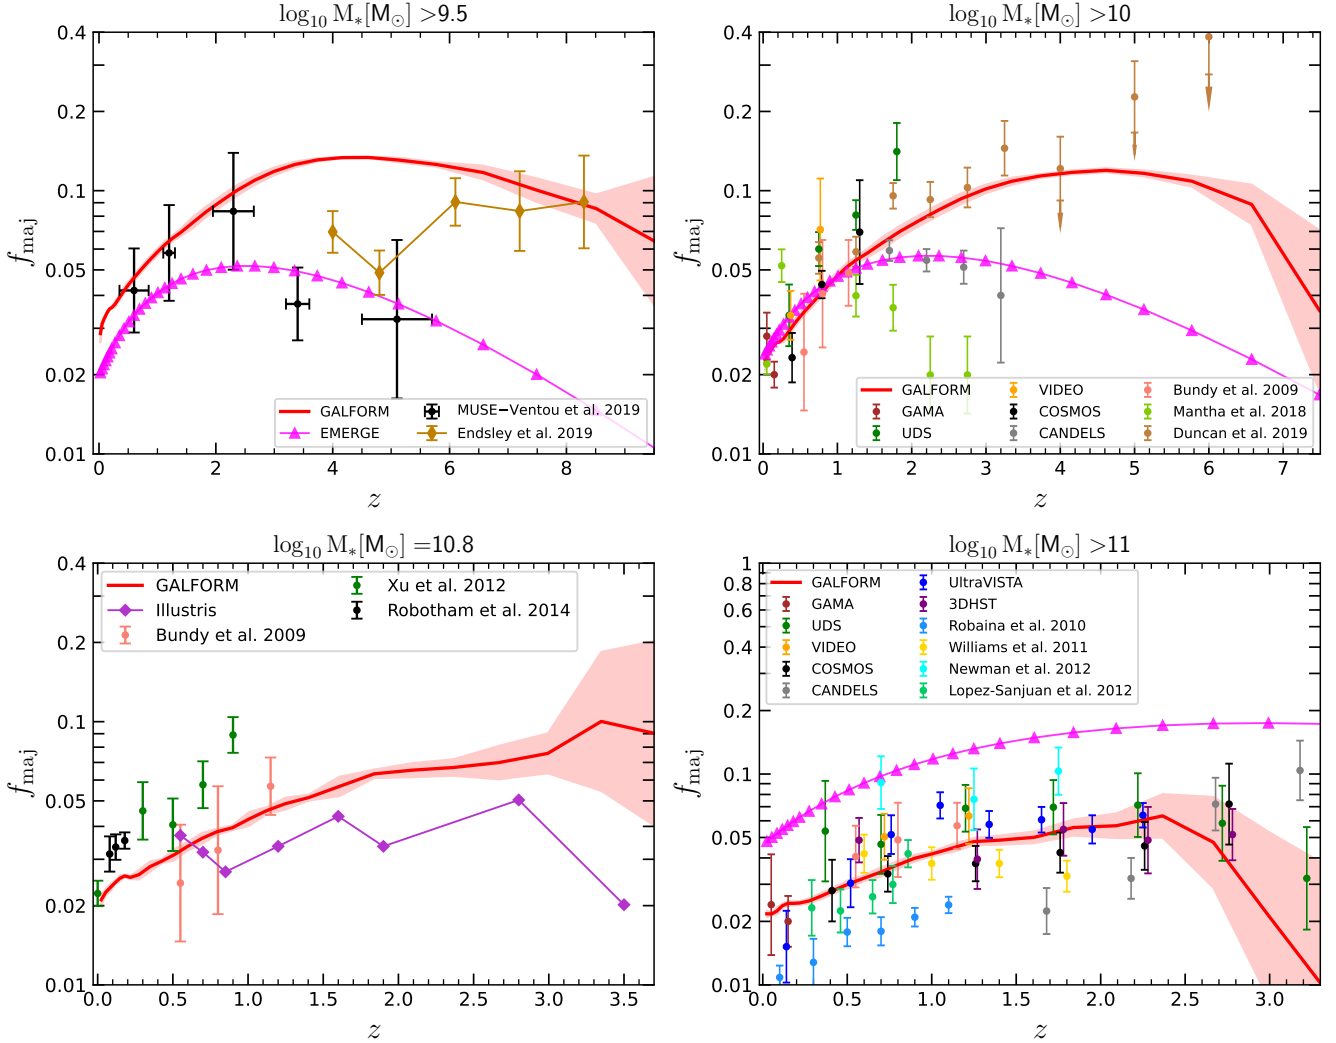 log₁₀ M∗[M⊙] >9.5
0.4
0.2
0.1
0.05
0.02
0.01
f_maj
GALFORM
EMERGE
MUSE−Ventou et al. 2019
Endsley et al. 2019
0 2 4 6 8
z
log₁₀ M∗[M⊙] >10
0.4
0.2
0.1
0.05
0.02
0.01
f_maj
GALFORM
GAMA
UDS
VIDEO
COSMOS
CANDELS
Bundy et al. 2009
Mantha et al. 2018
Duncan et al. 2019
0 1 2 3 4 5 6 7
z
log₁₀ M∗[M⊙] =10.8
0.4
0.2
0.1
0.05
0.02
0.01
f_maj
GALFORM
Illustris
Bundy et al. 2009
Xu et al. 2012
Robotham et al. 2014
0.0 0.5 1.0 1.5 2.0 2.5 3.0 3.5
z
log₁₀ M∗[M⊙] >11
1
0.8
0.6
0.4
0.2
0.1
0.05
0.02
0.01
f_maj
GALFORM
GAMA
UDS
VIDEO
COSMOS
CANDELS
UltraVISTA
3DHST
Robaina et al. 2010
Williams et al. 2011
Newman et al. 2012
Lopez-Sanjuan et al. 2012
0.0 0.5 1.0 1.5 2.0 2.5 3.0
z